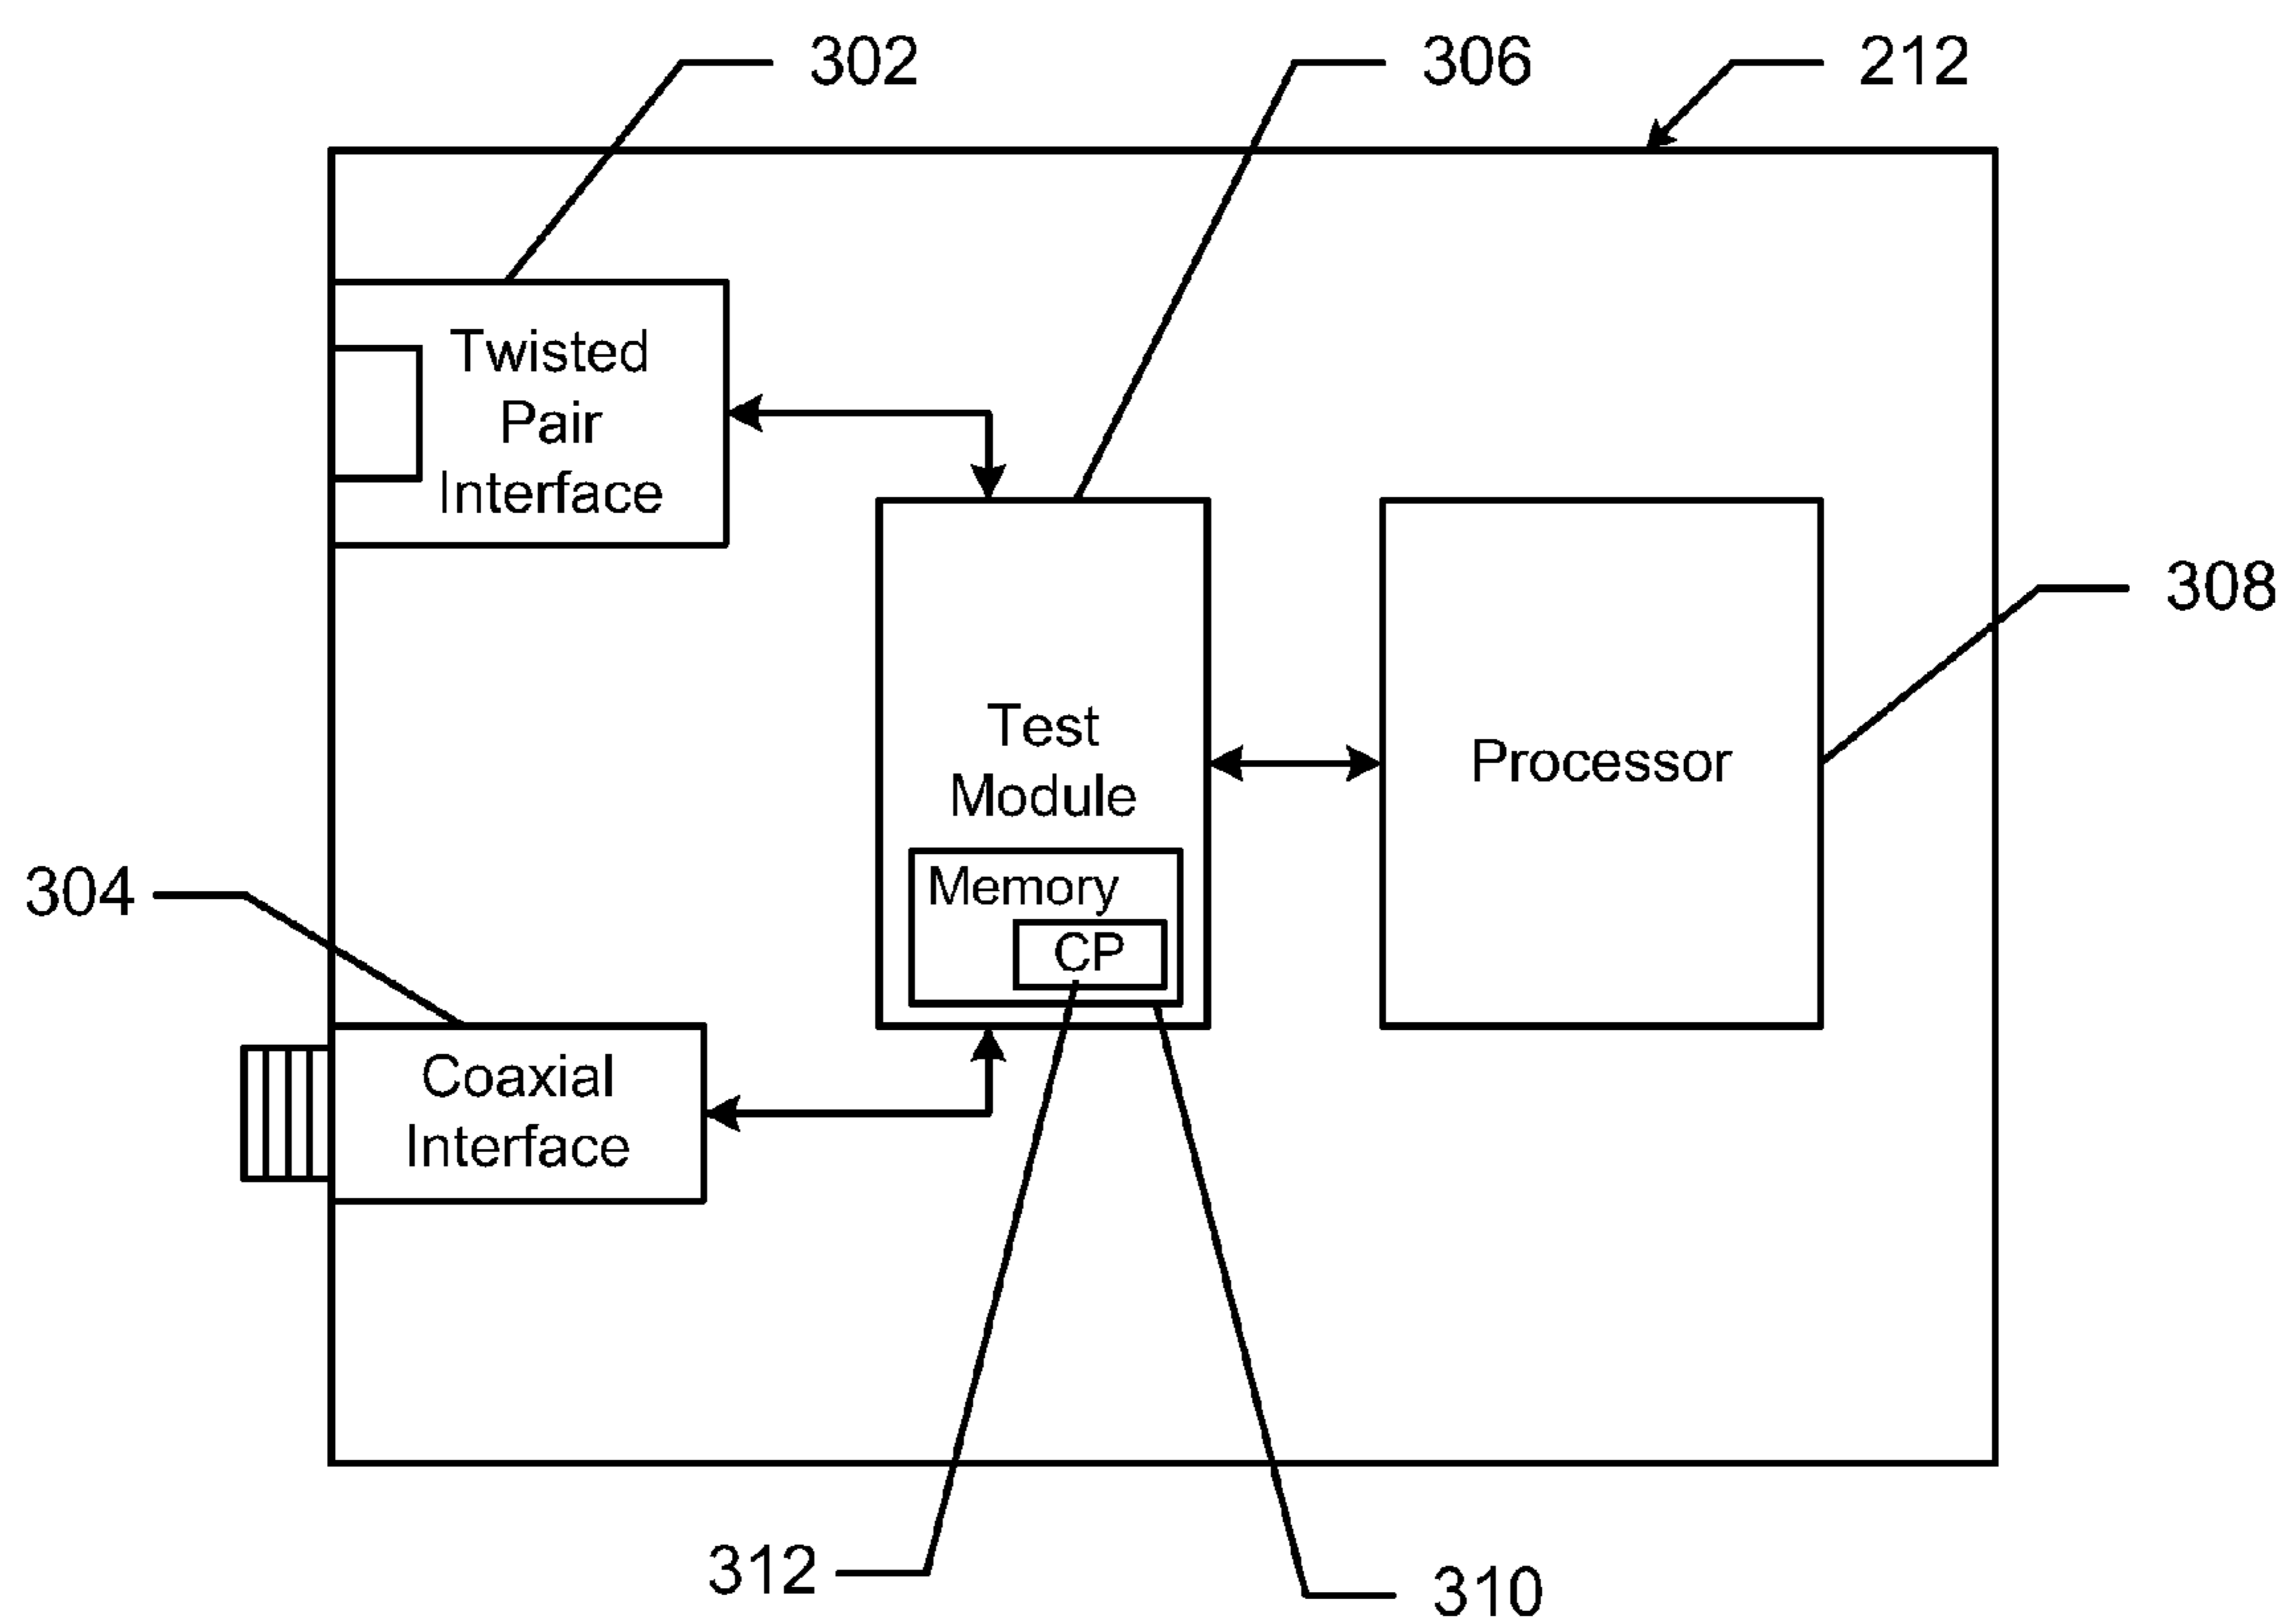 302
306
212
Twisted
Pair
Interface
308
Test
Module
Processor
Memory
CP
304
Coaxial
Interface
312
310